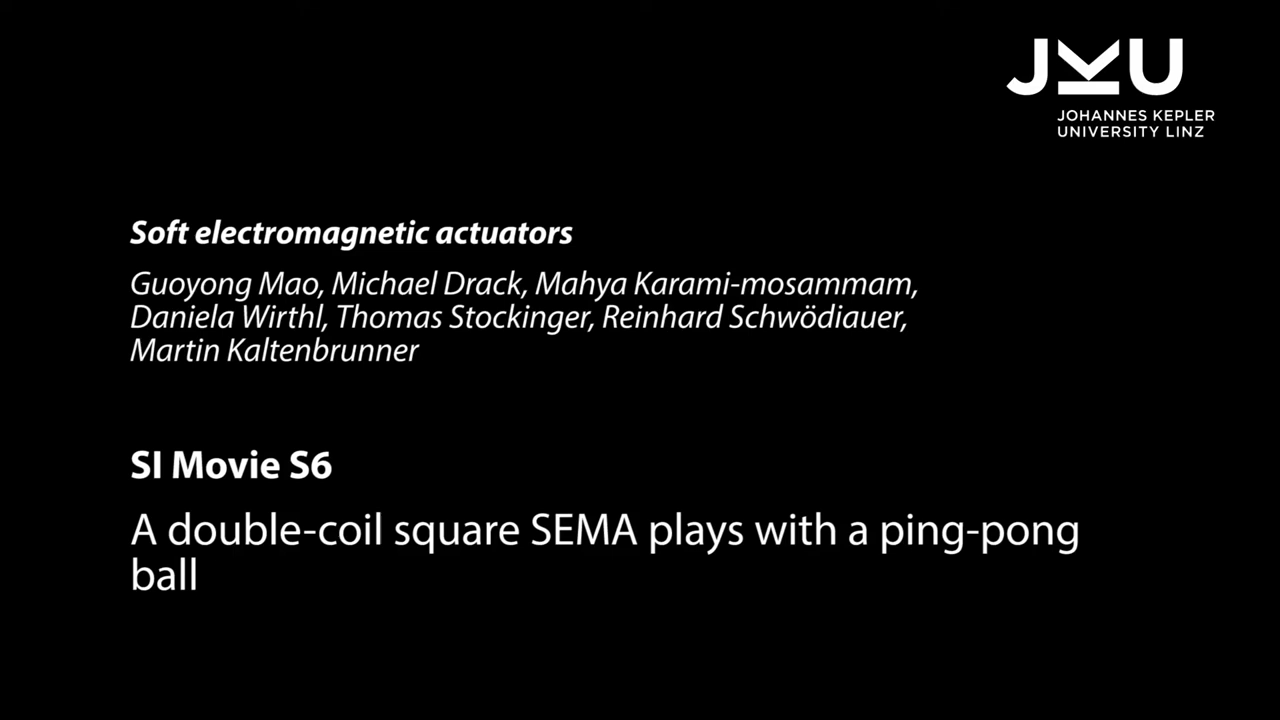 JKU
JOHANNES KEPLER
UNIVERSITY LINZ
Soft electromagnetic actuators
Guoyong Mao, Michael Drack, Mahya Karami-mosammam,
Daniela Wirthl, Thomas Stockinger, Reinhard Schwödiauer,
Martin Kaltenbrunner
SI Movie S6
A double-coil square SEMA plays with a ping-pong
ball